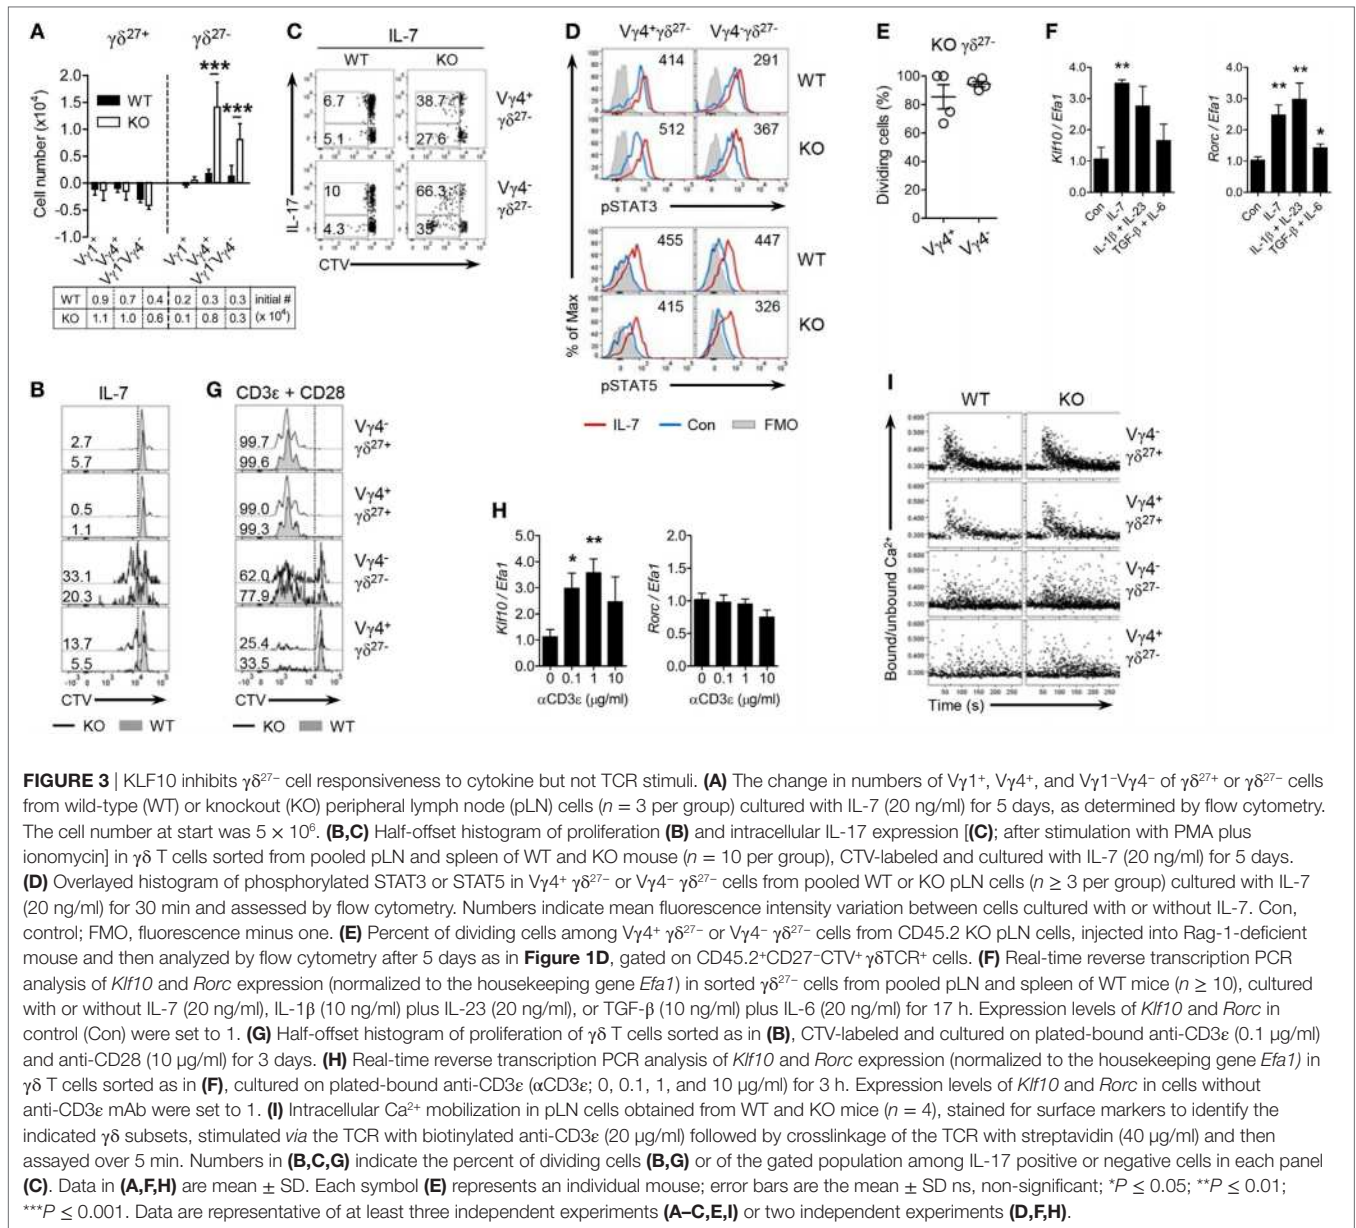 A
γδ27+ γδ27-
Cell number (x10⁴)
2.0
1.5
1.0
0.5
0.0
-0.5
-1.0
WT
KO
***
***
Vγ1⁺
Vγ4⁺
Vγ1⁻Vγ4⁻
Vγ1⁺
Vγ4⁺
Vγ1⁻Vγ4⁻
WT 0.9 0.7 0.4 0.2 0.3 0.3 initial #
KO 1.1 1.0 0.6 0.1 0.8 0.3 (x 10⁴)
C
IL-7
WT KO
6.7 38.7
5.1 27.6
Vγ4⁺
γδ27-
10 66.3
4.3 35
Vγ4⁻
γδ27-
IL-17
CTV
D
Vγ4⁺γδ27- Vγ4⁻γδ27-
414 291
WT
512 367
KO
pSTAT3
455 447
WT
415 326
KO
% of Max
pSTAT5
IL-7 Con FMO
E
KO γδ27-
Dividing cells (%)
100
80
60
40
20
0
Vγ4⁺ Vγ4⁻
F
Klf10 / Efa1
4.0
3.0
2.0
1.0
0.0
**
Con
IL-7
IL-1β + IL-23
TGF-β + IL-6
Rorc / Efa1
4.0
3.0
2.0
1.0
0.0
**
**
*
Con
IL-7
IL-1β + IL-23
TGF-β + IL-6
B
IL-7
2.7
5.7
Vγ4⁻
γδ27+
0.5
1.1
Vγ4⁺
γδ27+
33.1
20.3
Vγ4⁻
γδ27-
13.7
5.5
Vγ4⁺
γδ27-
CTV
KO WT
G
CD3ε + CD28
99.7
99.6
99.0
99.3
62.0
77.9
25.4
33.5
Vγ4⁻
γδ27+
Vγ4⁺
γδ27+
Vγ4⁻
γδ27-
Vγ4⁺
γδ27-
CTV
KO WT
H
Klf10 / Efa1
5.0
4.0
3.0
2.0
1.0
0.0
*
**
0 0.1 1 10
αCD3ε (μg/ml)
Rorc / Efa1
2.0
1.5
1.0
0.5
0.0
0 0.1 1 10
αCD3ε (μg/ml)
I
WT KO
Vγ4⁻
γδ27+
Vγ4⁺
γδ27+
Vγ4⁻
γδ27-
Vγ4⁺
γδ27-
Bound/unbound Ca²⁺
50 100 150 200 250 50 100 150 200 250
Time (s)
FIGURE 3 | KLF10 inhibits γδ27− cell responsiveness to cytokine but not TCR stimuli. (A) The change in numbers of Vγ1+, Vγ4+, and Vγ1−Vγ4− of γδ27+ or γδ27− cells
from wild-type (WT) or knockout (KO) peripheral lymph node (pLN) cells (n = 3 per group) cultured with IL-7 (20 ng/ml) for 5 days, as determined by flow cytometry.
The cell number at start was 5 × 10⁶. (B,C) Half-offset histogram of proliferation (B) and intracellular IL-17 expression [(C); after stimulation with PMA plus
ionomycin] in γδ T cells sorted from pooled pLN and spleen of WT and KO mouse (n = 10 per group), CTV-labeled and cultured with IL-7 (20 ng/ml) for 5 days.
(D) Overlayed histogram of phosphorylated STAT3 or STAT5 in Vγ4+ γδ27− or Vγ4− γδ27− cells from pooled WT or KO pLN cells (n ≥ 3 per group) cultured with IL-7
(20 ng/ml) for 30 min and assessed by flow cytometry. Numbers indicate mean fluorescence intensity variation between cells cultured with or without IL-7. Con,
control; FMO, fluorescence minus one. (E) Percent of dividing cells among Vγ4+ γδ27− or Vγ4− γδ27− cells from CD45.2 KO pLN cells, injected into Rag-1-deficient
mouse and then analyzed by flow cytometry after 5 days as in Figure 1D, gated on CD45.2+CD27−CTV+ γδTCR+ cells. (F) Real-time reverse transcription PCR
analysis of Klf10 and Rorc expression (normalized to the housekeeping gene Efa1) in sorted γδ27− cells from pooled pLN and spleen of WT mice (n ≥ 10), cultured
with or without IL-7 (20 ng/ml), IL-1β (10 ng/ml) plus IL-23 (20 ng/ml), or TGF-β (10 ng/ml) plus IL-6 (20 ng/ml) for 17 h. Expression levels of Klf10 and Rorc in
control (Con) were set to 1. (G) Half-offset histogram of proliferation of γδ T cells sorted as in (B), CTV-labeled and cultured on plated-bound anti-CD3ε (0.1 μg/ml)
and anti-CD28 (10 μg/ml) for 3 days. (H) Real-time reverse transcription PCR analysis of Klf10 and Rorc expression (normalized to the housekeeping gene Efa1) in
γδ T cells sorted as in (F), cultured on plated-bound anti-CD3ε (αCD3ε; 0, 0.1, 1, and 10 μg/ml) for 3 h. Expression levels of Klf10 and Rorc in cells without
anti-CD3ε mAb were set to 1. (I) Intracellular Ca²⁺ mobilization in pLN cells obtained from WT and KO mice (n = 4), stained for surface markers to identify the
indicated γδ subsets, stimulated via the TCR with biotinylated anti-CD3ε (20 μg/ml) followed by crosslinkage of the TCR with streptavidin (40 μg/ml) and then
assayed over 5 min. Numbers in (B,C,G) indicate the percent of dividing cells (B,G) or of the gated population among IL-17 positive or negative cells in each panel
(C). Data in (A,F,H) are mean ± SD. Each symbol (E) represents an individual mouse; error bars are the mean ± SD ns, non-significant; *P ≤ 0.05; **P ≤ 0.01;
***P ≤ 0.001. Data are representative of at least three independent experiments (A–C,E,I) or two independent experiments (D,F,H).